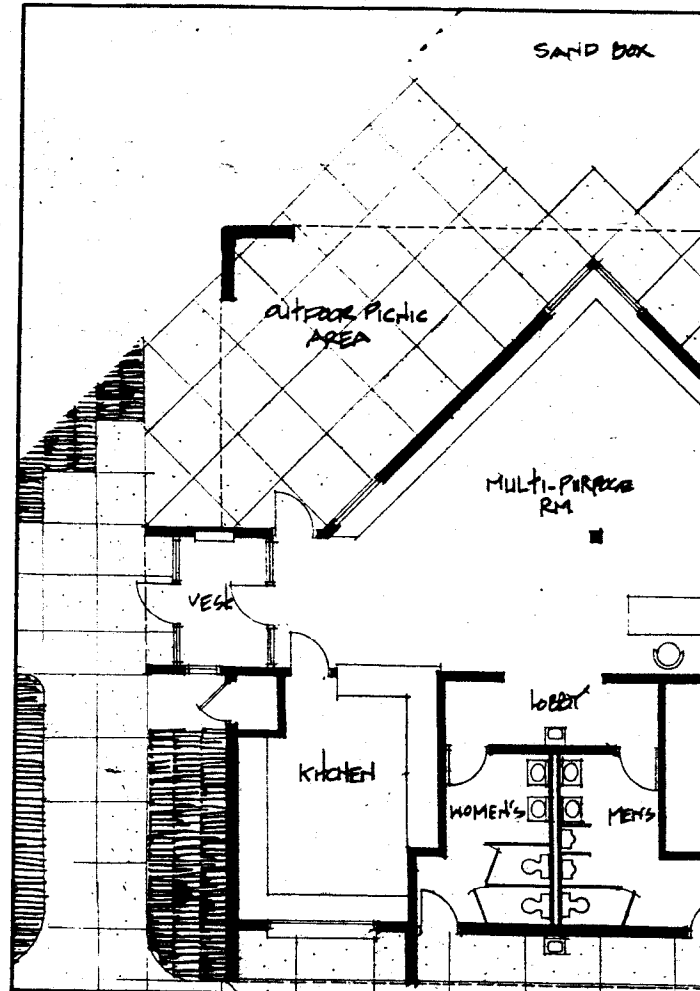 SAND BOX
OUTDOOR PICNIC
AREA
MULTI-PURPOSE
RM
VEST
LOBBY
KITCHEN
WOMEN'S
MEN'S